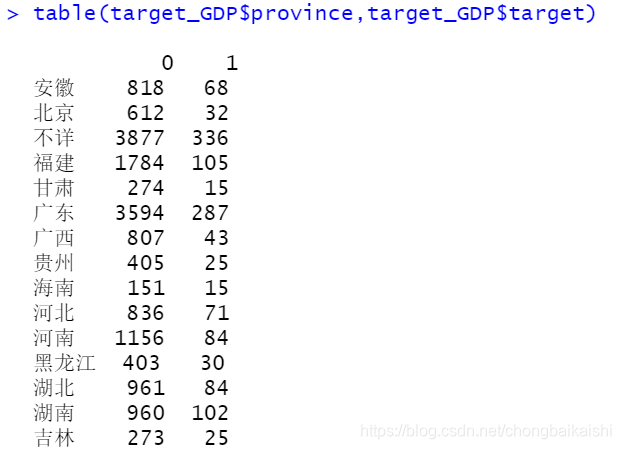 > table(target_GDP$province,target_GDP$target)
0 1
安徽 818 68
北京 612 32
不详 3877 336
福建 1784 105
甘肃 274 15
广东 3594 287
广西 807 43
贵州 405 25
海南 151 15
河北 836 71
河南 1156 84
黑龙江 403 30
湖北 961 84
湖南 960 102
吉林 273 25
https://blog.csdn.net/chongbaikaishi